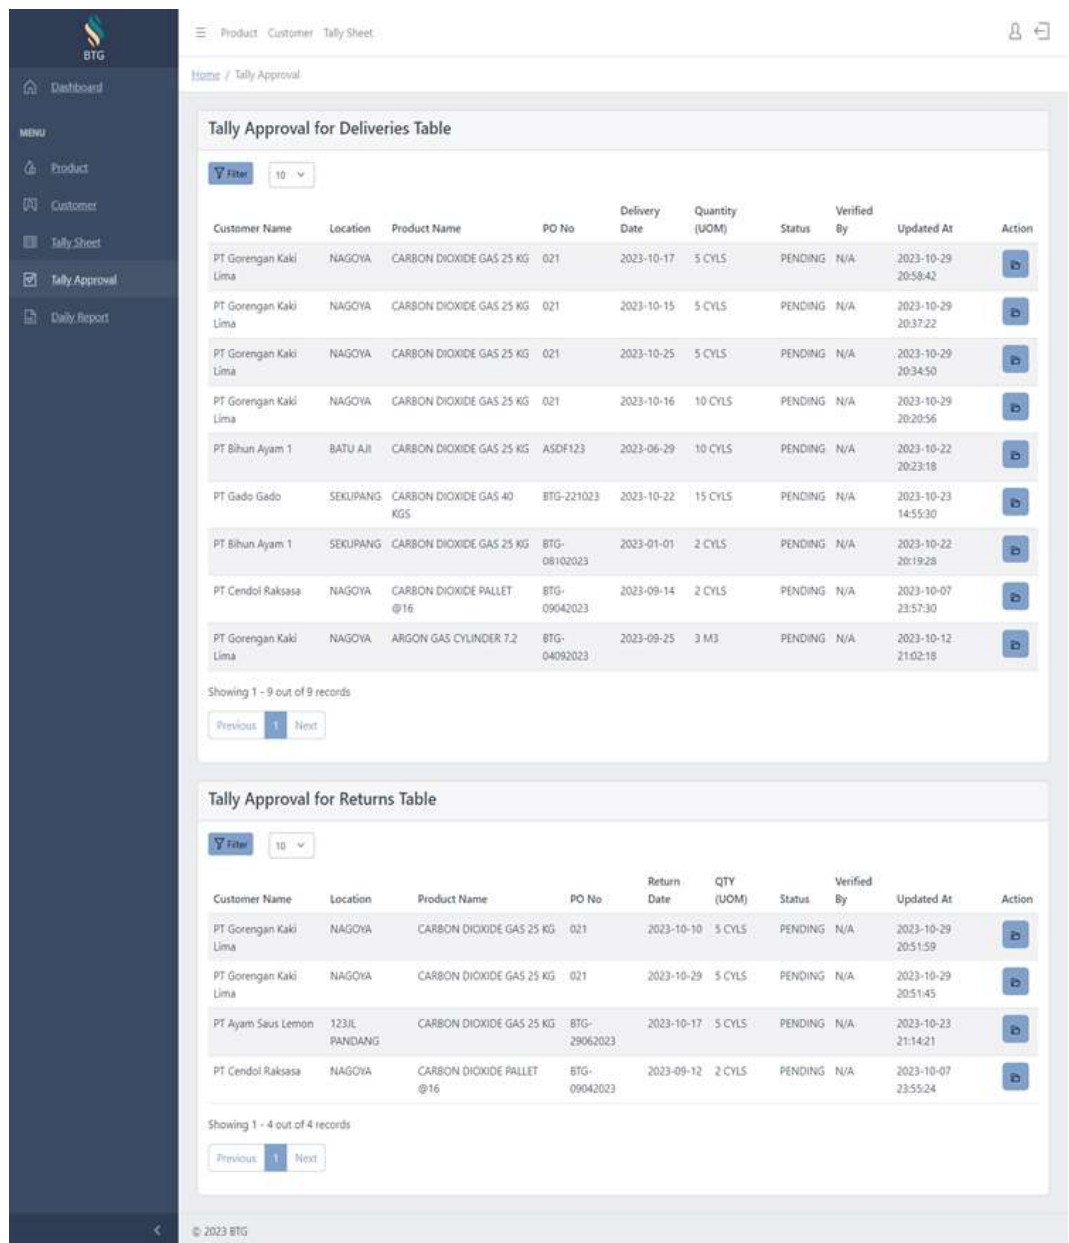 BTG
Dashboard
MENU
Product
Customer
Tally Sheet
Tally Approval
Daily Report
Product Customer Tally Sheet
Home / Tally Approval
Tally Approval for Deliveries Table
Filter 10
Customer Name Location Product Name PO No Delivery Date Quantity (UOM) Status Verified By Updated At Action
PT Gorengan Kaki Lima NAGOYA CARBON DIOXIDE GAS 25 KG 021 2023-10-17 5 CYLS PENDING N/A 2023-10-29 20:58:42
PT Gorengan Kaki Lima NAGOYA CARBON DIOXIDE GAS 25 KG 021 2023-10-15 5 CYLS PENDING N/A 2023-10-29 20:37:22
PT Gorengan Kaki Lima NAGOYA CARBON DIOXIDE GAS 25 KG 021 2023-10-25 5 CYLS PENDING N/A 2023-10-29 20:34:50
PT Gorengan Kaki Lima NAGOYA CARBON DIOXIDE GAS 25 KG 021 2023-10-16 10 CYLS PENDING N/A 2023-10-29 20:20:56
PT Bihun Ayam 1 BATU AJI CARBON DIOXIDE GAS 25 KG ASDF123 2023-06-29 10 CYLS PENDING N/A 2023-10-22 20:23:18
PT Gado Gado SEKUPANG CARBON DIOXIDE GAS 40 KGS BTG-221023 2023-10-22 15 CYLS PENDING N/A 2023-10-23 14:55:30
PT Bihun Ayam 1 SEKUPANG CARBON DIOXIDE GAS 25 KG BTG-08102023 2023-01-01 2 CYLS PENDING N/A 2023-10-22 20:19:28
PT Cendol Raksasa NAGOYA CARBON DIOXIDE PALLET @16 BTG-09042023 2023-09-14 2 CYLS PENDING N/A 2023-10-07 23:57:30
PT Gorengan Kaki Lima NAGOYA ARGON GAS CYLINDER 7.2 BTG-04092023 2023-09-25 3 M3 PENDING N/A 2023-10-12 21:02:18
Showing 1 - 9 out of 9 records
Previous 1 Next
Tally Approval for Returns Table
Filter 10
Customer Name Location Product Name PO No Return Date QTY (UOM) Status Verified By Updated At Action
PT Gorengan Kaki Lima NAGOYA CARBON DIOXIDE GAS 25 KG 021 2023-10-10 5 CYLS PENDING N/A 2023-10-29 20:51:59
PT Gorengan Kaki Lima NAGOYA CARBON DIOXIDE GAS 25 KG 021 2023-10-29 5 CYLS PENDING N/A 2023-10-29 20:51:45
PT Ayam Saus Lemon 123JL PANDANG CARBON DIOXIDE GAS 25 KG BTG-29062023 2023-10-17 5 CYLS PENDING N/A 2023-10-23 21:14:21
PT Cendol Raksasa NAGOYA CARBON DIOXIDE PALLET @16 BTG-09042023 2023-09-12 2 CYLS PENDING N/A 2023-10-07 23:55:24
Showing 1 - 4 out of 4 records
Previous 1 Next
© 2023 BTG